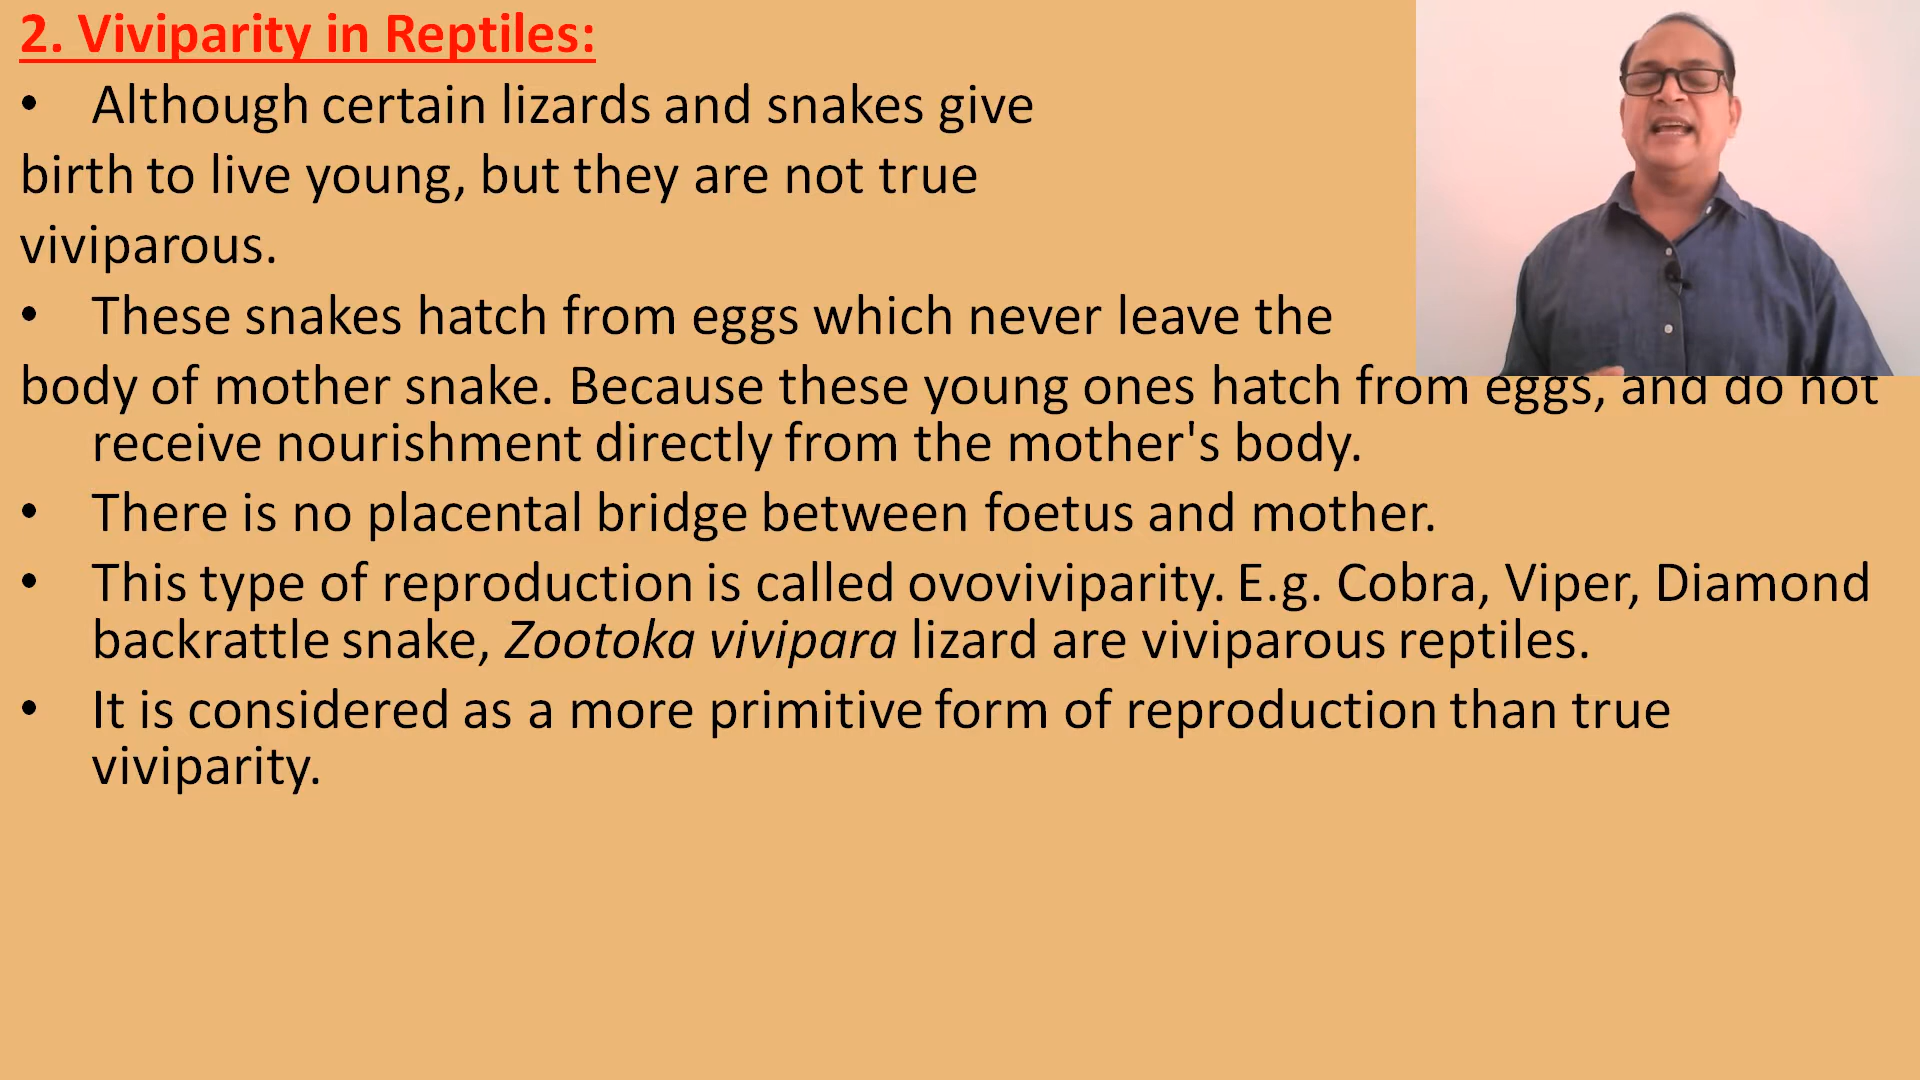 2. Viviparity in Reptiles:
• Although certain lizards and snakes give
birth to live young, but they are not true
viviparous.
• These snakes hatch from eggs which never leave the
body of mother snake. Because these young ones hatch from eggs, and do not
receive nourishment directly from the mother's body.
• There is no placental bridge between foetus and mother.
• This type of reproduction is called ovoviviparity. E.g. Cobra, Viper, Diamond
backrattle snake, Zootoka vivipara lizard are viviparous reptiles.
• It is considered as a more primitive form of reproduction than true
viviparity.